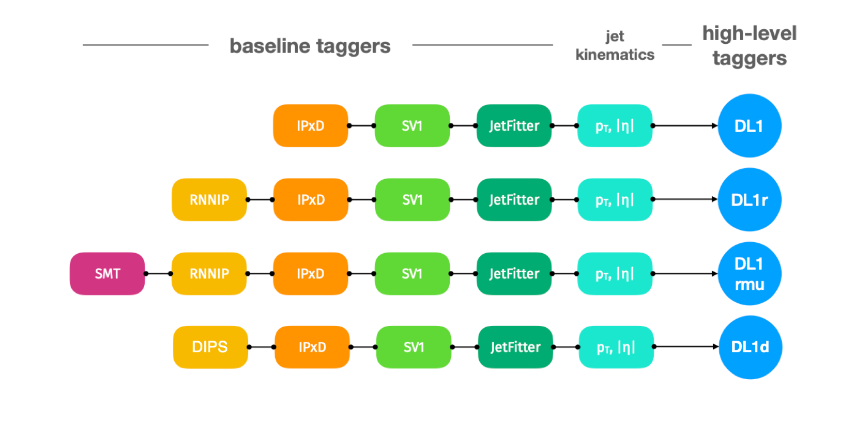 baseline taggers
jet
kinematics
high-level
taggers
IPxD SV1 JetFitter pT, |η| DL1
RNNIP IPxD SV1 JetFitter pT, |η| DL1r
SMT RNNIP IPxD SV1 JetFitter pT, |η| DL1
rmu
DIPS IPxD SV1 JetFitter pT, |η| DL1d